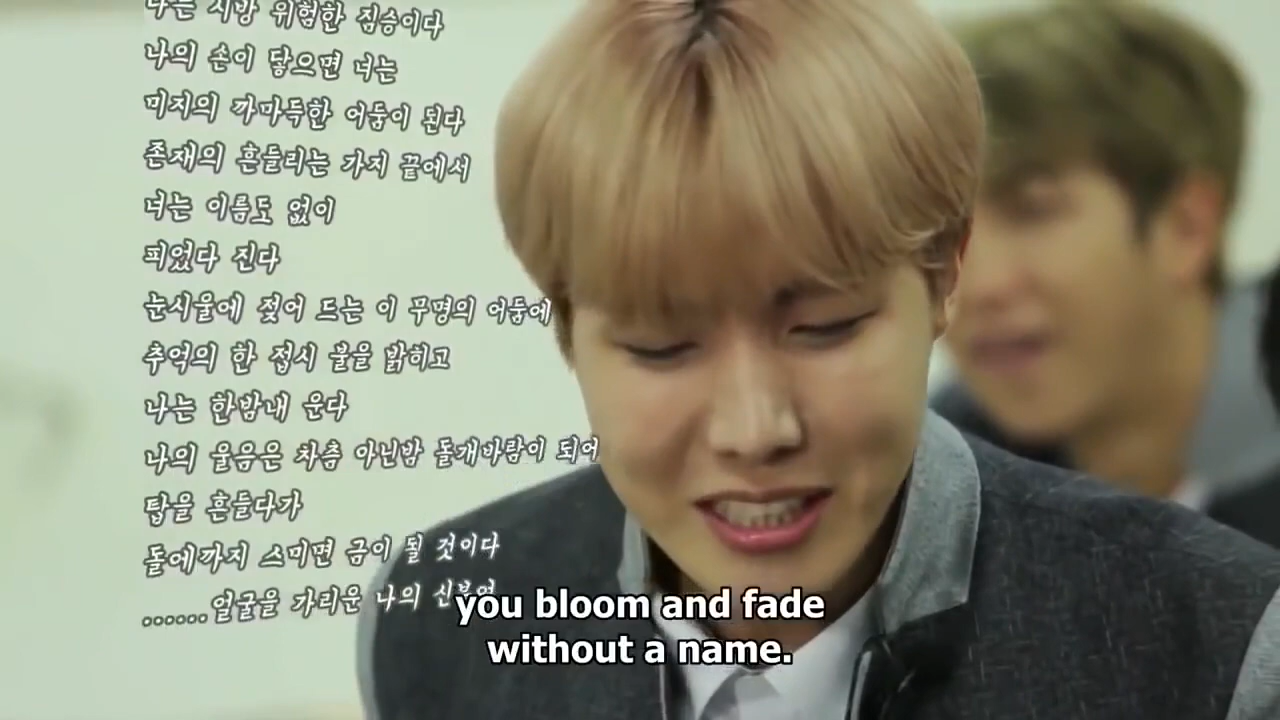 나는 시방 위험한 짐승이다
나의 손이 닿으면 너는
미지의 까마득한 어둠이 된다
존재의 흔들리는 가지 끝에서
너는 이름도 없이
피었다 진다
눈시울에 젖어 드는 이 무명의 어둠에
추억의 한 접시 불을 밝히고
나는 한밤내 운다
나의 울음은 차츰 아닌밤 돌개바람이 되어
탑을 흔들다가
돌에까지 스미면 금이 될 것이다
......얼굴을 가리운 나의
you bloom and fade
without a name.